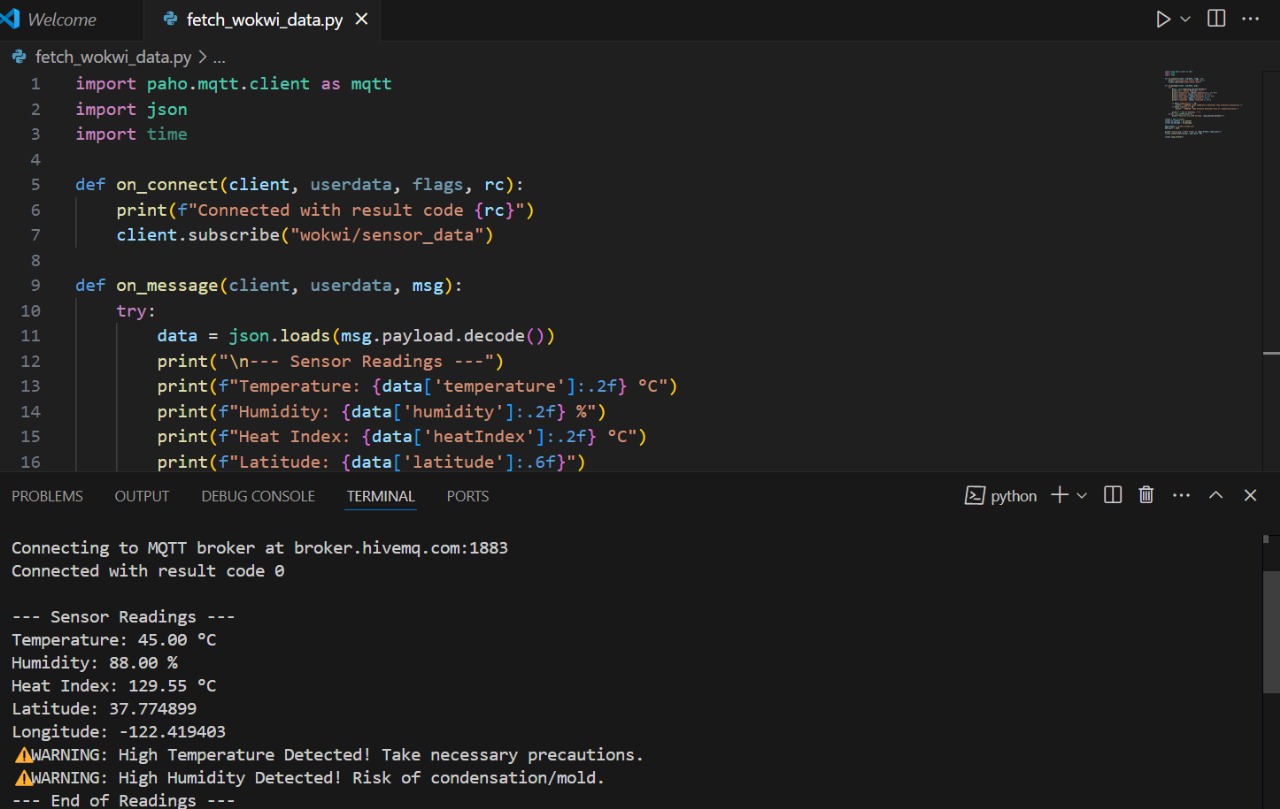 Welcome
fetch_wokwi_data.py
fetch_wokwi_data.py > ...
1 import paho.mqtt.client as mqtt
2 import json
3 import time
4
5 def on_connect(client, userdata, flags, rc):
6     print(f"Connected with result code {rc}")
7     client.subscribe("wokwi/sensor_data")
8
9 def on_message(client, userdata, msg):
10     try:
11         data = json.loads(msg.payload.decode())
12         print("\n--- Sensor Readings ---")
13         print(f"Temperature: {data['temperature']:.2f} °C")
14         print(f"Humidity: {data['humidity']:.2f} %")
15         print(f"Heat Index: {data['heatIndex']:.2f} °C")
16         print(f"Latitude: {data['latitude']:.6f}")
PROBLEMS OUTPUT DEBUG CONSOLE TERMINAL PORTS python
Connecting to MQTT broker at broker.hivemq.com:1883
Connected with result code 0
--- Sensor Readings ---
Temperature: 45.00 °C
Humidity: 88.00 %
Heat Index: 129.55 °C
Latitude: 37.774899
Longitude: -122.419403
⚠WARNING: High Temperature Detected! Take necessary precautions.
⚠WARNING: High Humidity Detected! Risk of condensation/mold.
--- End of Readings ---